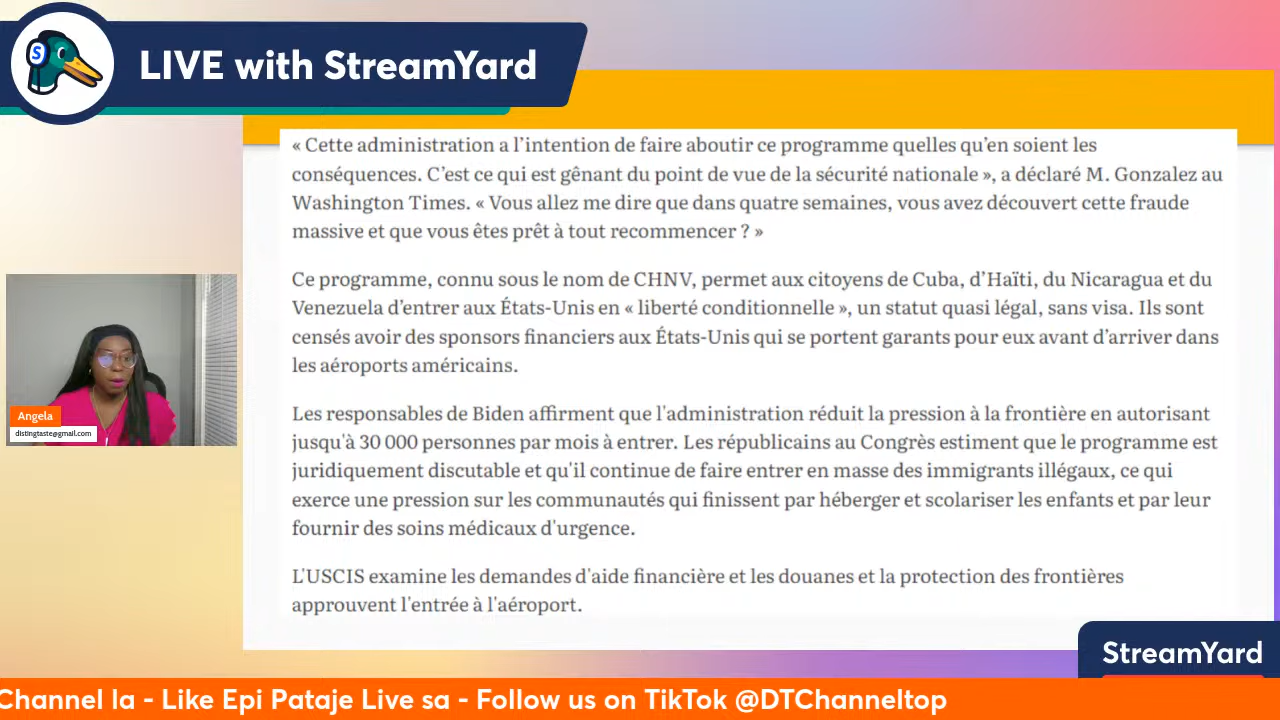 S
LIVE with StreamYard
« Cette administration a l’intention de faire aboutir ce programme quelles qu’en soient les
conséquences. C’est ce qui est gênant du point de vue de la sécurité nationale », a déclaré M. Gonzalez au
Washington Times. « Vous allez me dire que dans quatre semaines, vous avez découvert cette fraude
massive et que vous êtes prêt à tout recommencer ? »
Ce programme, connu sous le nom de CHNV, permet aux citoyens de Cuba, d’Haïti, du Nicaragua et du
Venezuela d’entrer aux États-Unis en « liberté conditionnelle », un statut quasi légal, sans visa. Ils sont
censés avoir des sponsors financiers aux États-Unis qui se portent garants pour eux avant d’arriver dans
les aéroports américains.
Les responsables de Biden affirment que l'administration réduit la pression à la frontière en autorisant
jusqu'à 30 000 personnes par mois à entrer. Les républicains au Congrès estiment que le programme est
juridiquement discutable et qu'il continue de faire entrer en masse des immigrants illégaux, ce qui
exerce une pression sur les communautés qui finissent par héberger et scolariser les enfants et par leur
fournir des soins médicaux d'urgence.
L'USCIS examine les demandes d'aide financière et les douanes et la protection des frontières
approuvent l'entrée à l'aéroport.
Angela
distingtaste@gmail.com
StreamYard
Channel la - Like Epi Pataje Live sa - Follow us on TikTok @DTChanneltop